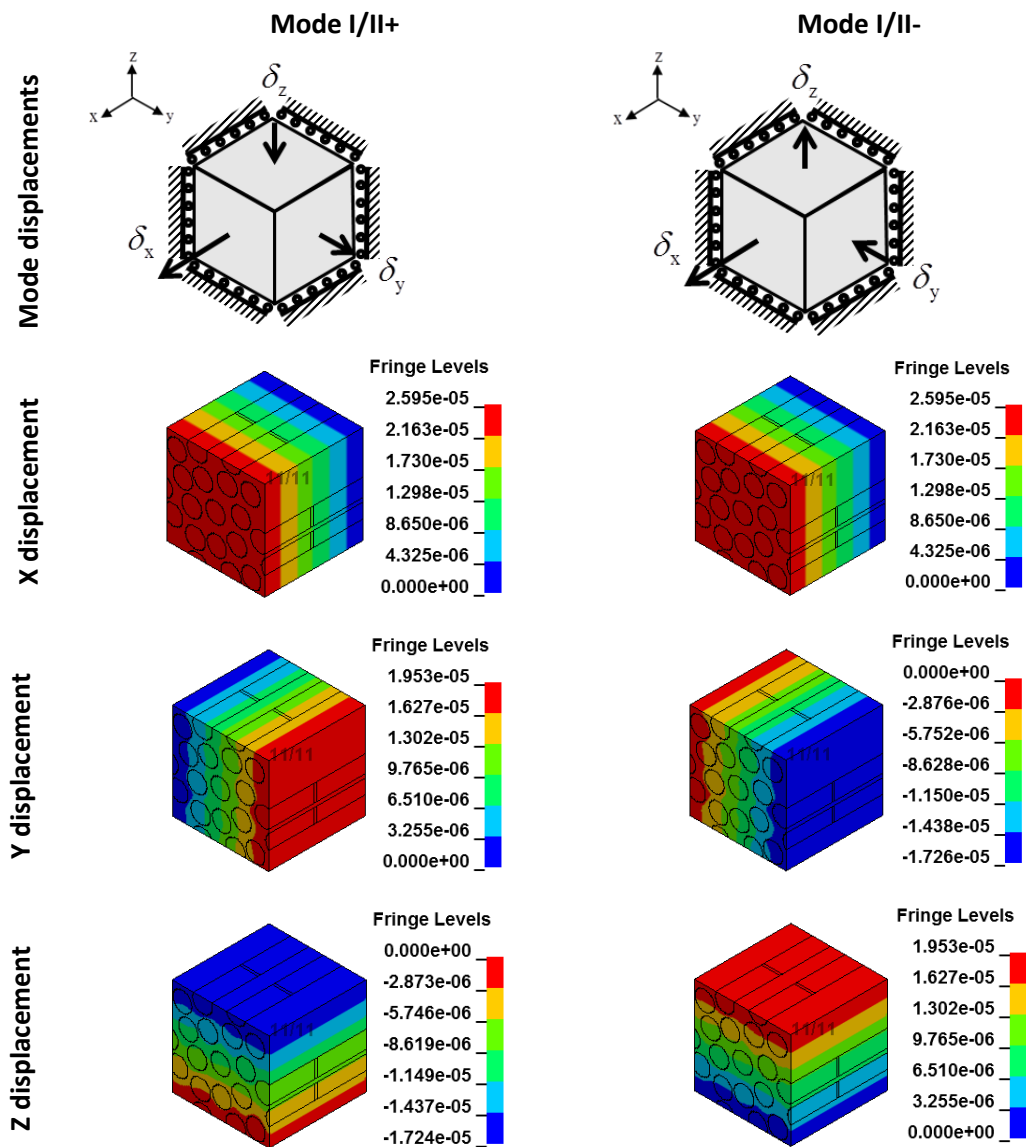 Mode I/II+
Mode I/II-
Mode displacements
z
x
y
δz
δx
δy
z
x
y
δz
δx
δy
X displacement
11/11
Fringe Levels
2.595e-05
2.163e-05
1.730e-05
1.298e-05
8.650e-06
4.325e-06
0.000e+00
11/11
Fringe Levels
2.595e-05
2.163e-05
1.730e-05
1.298e-05
8.650e-06
4.325e-06
0.000e+00
Y displacement
11/11
Fringe Levels
1.953e-05
1.627e-05
1.302e-05
9.765e-06
6.510e-06
3.255e-06
0.000e+00
11/11
Fringe Levels
0.000e+00
-2.876e-06
-5.752e-06
-8.628e-06
-1.150e-05
-1.438e-05
-1.726e-05
Z displacement
11/11
Fringe Levels
0.000e+00
-2.873e-06
-5.746e-06
-8.619e-06
-1.149e-05
-1.437e-05
-1.724e-05
11/11
Fringe Levels
1.953e-05
1.627e-05
1.302e-05
9.765e-06
6.510e-06
3.255e-06
0.000e+00